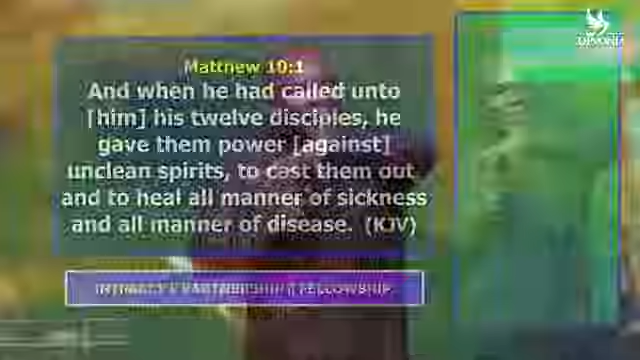 Matthew 10:1
And when he had called unto
[him] his twelve disciples, he
gave them power [against]
unclean spirits, to cast them out
and to heal all manner of sickness
and all manner of disease. (KJV)
INTIMACY PARTNERSHIP FELLOWSHIP